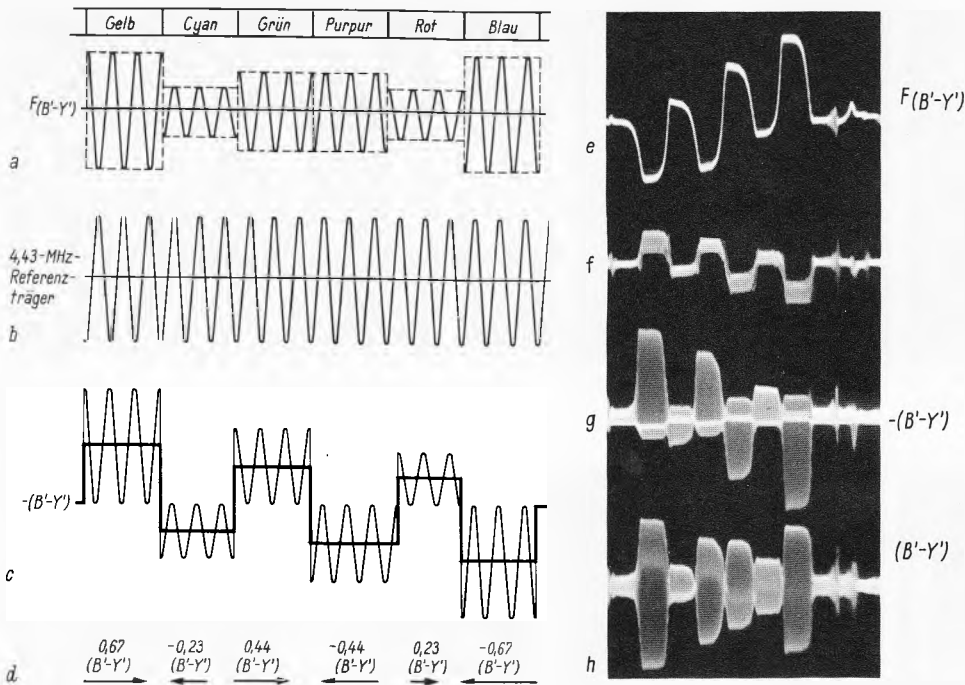 Gelb Cyan Grün Purpur Rot Blau
F(B'-Y')
a
4,43-MHz-
Referenz-
träger
b
-(B'-Y')
c
0,67 -0,23 0,44 -0,44 0,23 -0,67
(B'-Y') (B'-Y') (B'-Y') (B'-Y') (B'-Y') (B'-Y')
d
e
F(B'-Y')
f
g
-(B'-Y')
(B'-Y')
h